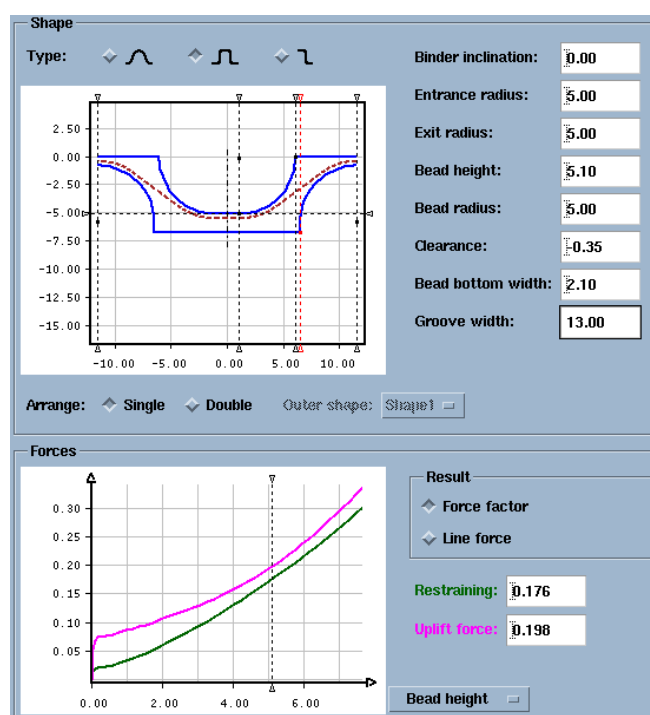 Shape
Type:
Binder inclination: 0.00
Entrance radius: 5.00
Exit radius: 5.00
Bead height: 5.10
Bead radius: 5.00
Clearance: -0.35
Bead bottom width: 2.10
Groove width: 13.00
2.50
0.00
-2.50
-5.00
-7.50
-10.00
-12.50
-15.00
-10.00 -5.00 0.00 5.00 10.00
Arrange: Single Double Outer shape: Shape1
Forces
0.30
0.25
0.20
0.15
0.10
0.05
0.00 2.00 4.00 6.00
Result
Force factor
Line force
Restraining: 0.176
Uplift force: 0.198
Bead height